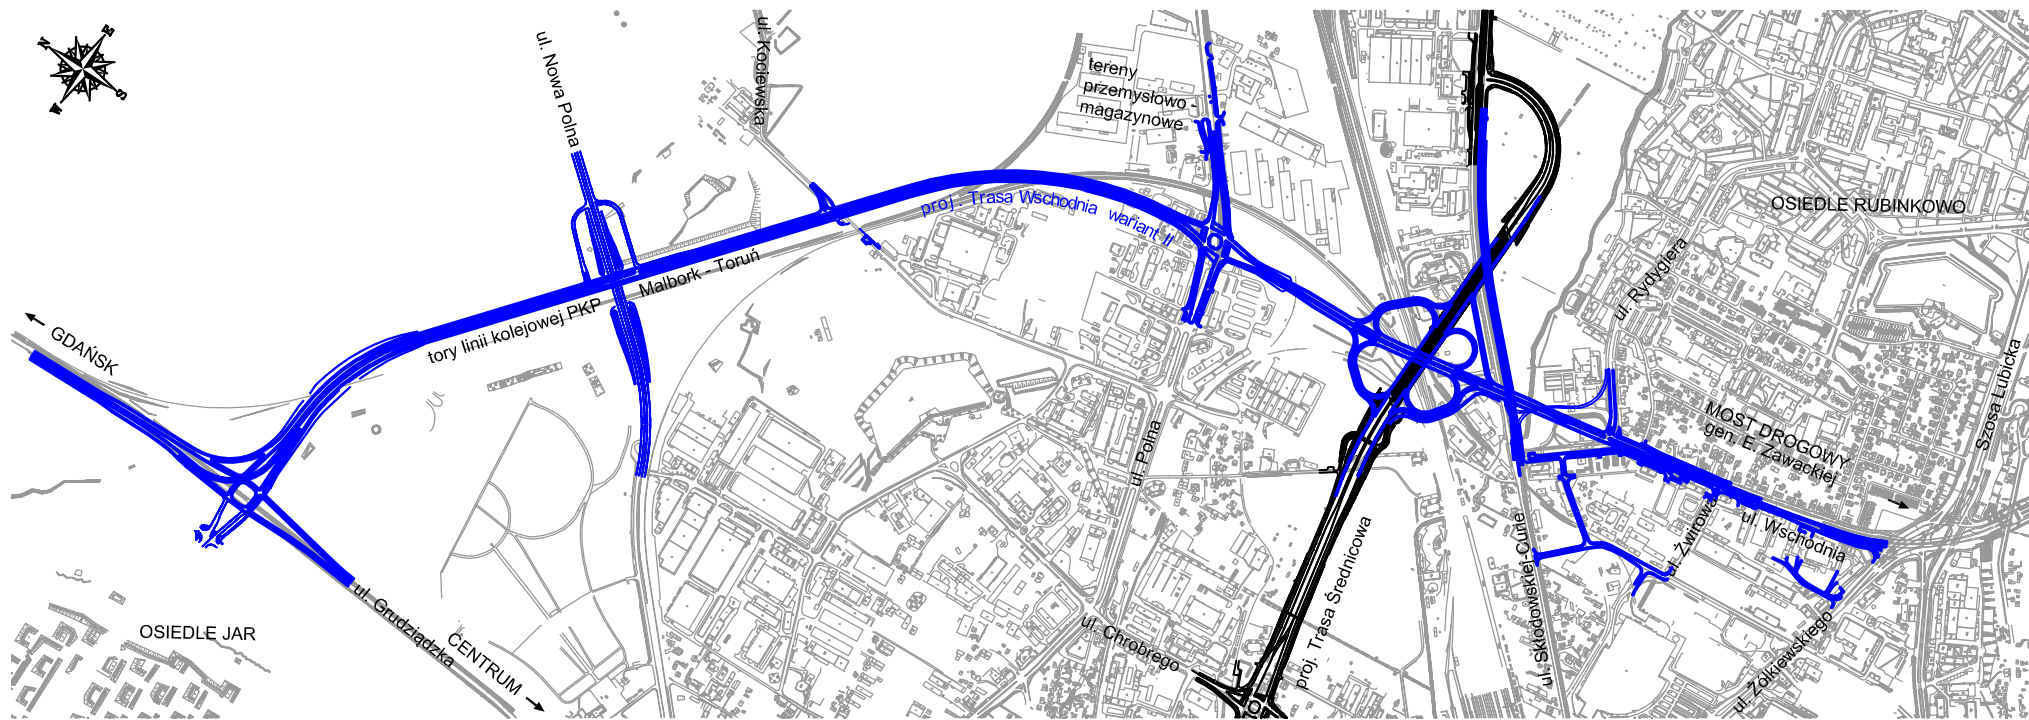 N
E
W
S
ul. Nowa Polna
ul. Kociewska
tereny
przemysłowo -
magazynowe
proj. Trasa Wschodnia wariant II
OSIEDLE RUBINKOWO
ul. Rydygiera
Malbork - Toruń
tory linii kolejowej PKP
GDAŃSK
Szosa Lubicka
MOST DROGOWY
gen. E. Zawackiej
ul. Polna
ul. Wschodnia
ul. Żwirowa
ul. Skłodowskiej-Curie
proj. Trasa Średnicowa
ul. Grudziądzka
OSIEDLE JAR
CENTRUM
ul. Chrobrego
ul. Żółkiewskiego